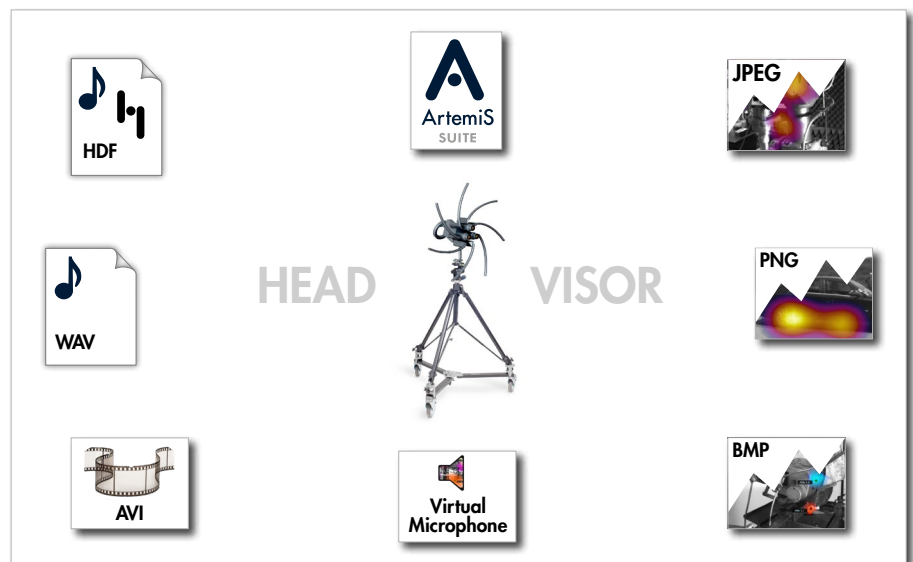 HDF
ArtemiS
SUITE
JPEG
HEAD VISOR
WAV
PNG
AVI
Virtual
Microphone
BMP